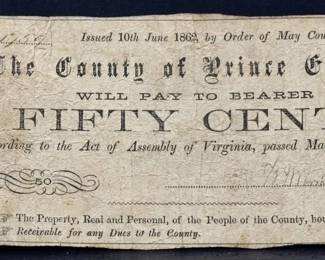 Issued 10th June 1862, by Order of May Cou
The County of Prince G
WILL PAY TO BEARER
FIFTY CENT
ording to the Act of Assembly of Virginia, passed Ma
50
The Property, Real and Personal, of the People of the County, bou
Receivable for any Dues to the County.